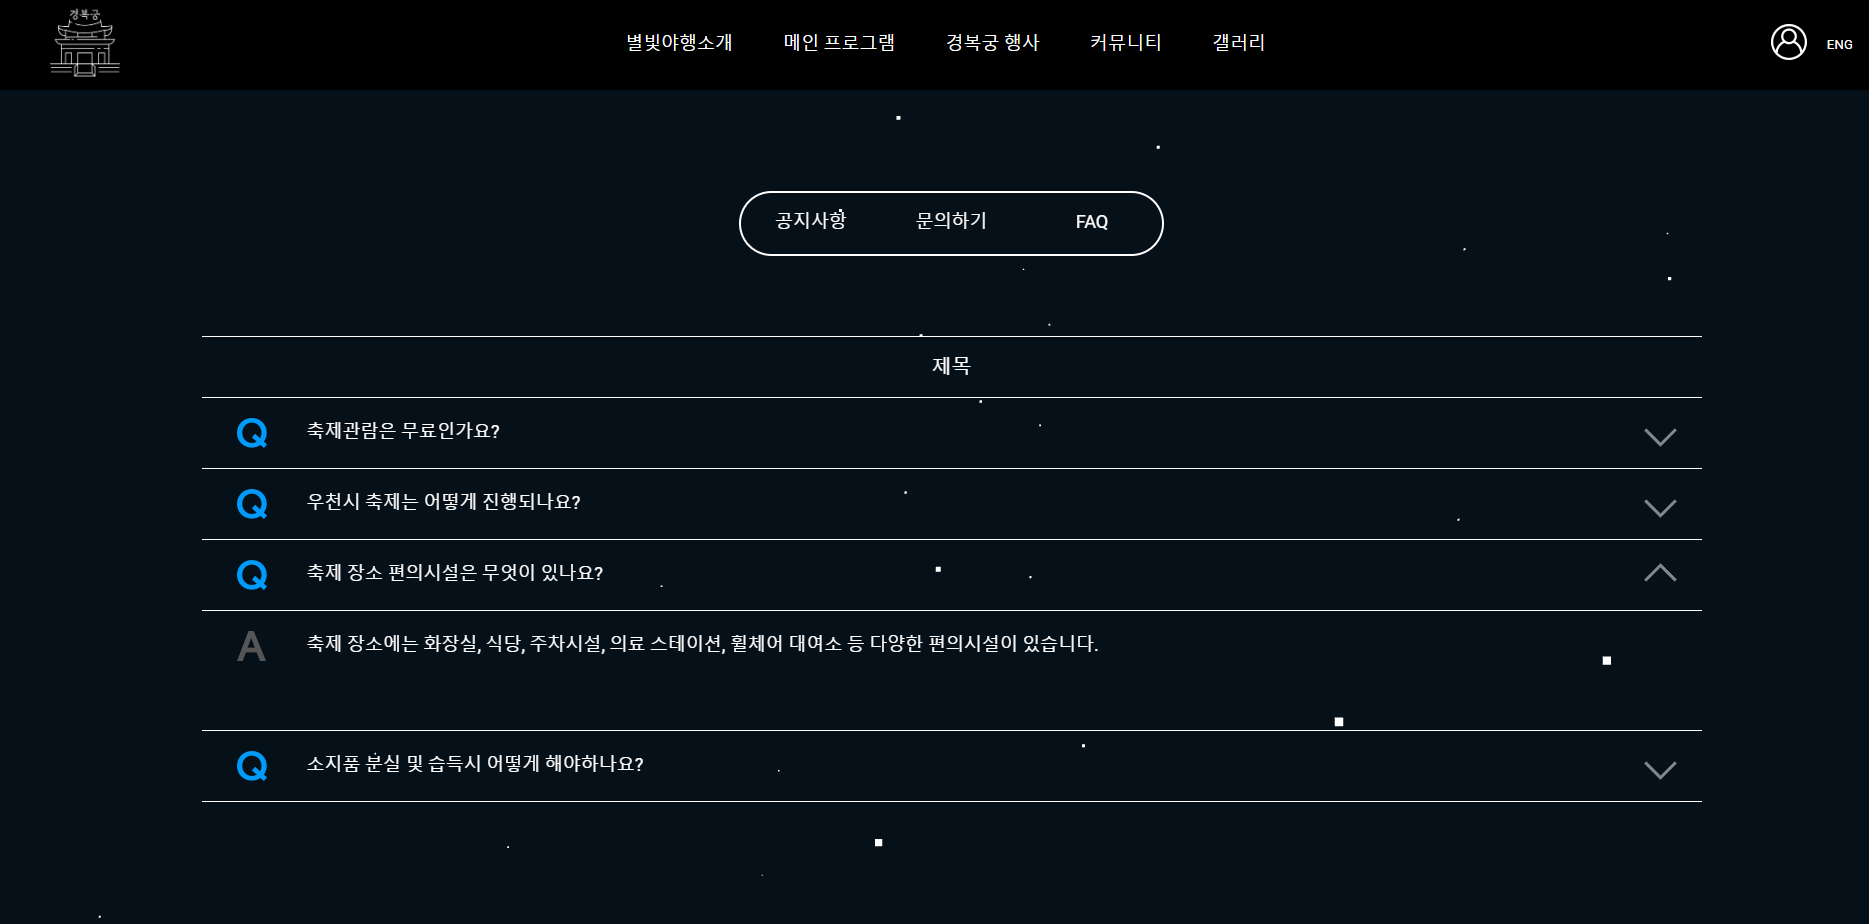 경복궁
별빛야행소개 메인 프로그램 경복궁 행사 커뮤니티 갤러리 ENG
공지사항 문의하기 FAQ
제목
Q 축제관람은 무료인가요?
Q 우천시 축제는 어떻게 진행되나요?
Q 축제 장소 편의시설은 무엇이 있나요?
A 축제 장소에는 화장실, 식당, 주차시설, 의료 스테이션, 휠체어 대여소 등 다양한 편의시설이 있습니다.
Q 소지품 분실 및 습득시 어떻게 해야하나요?